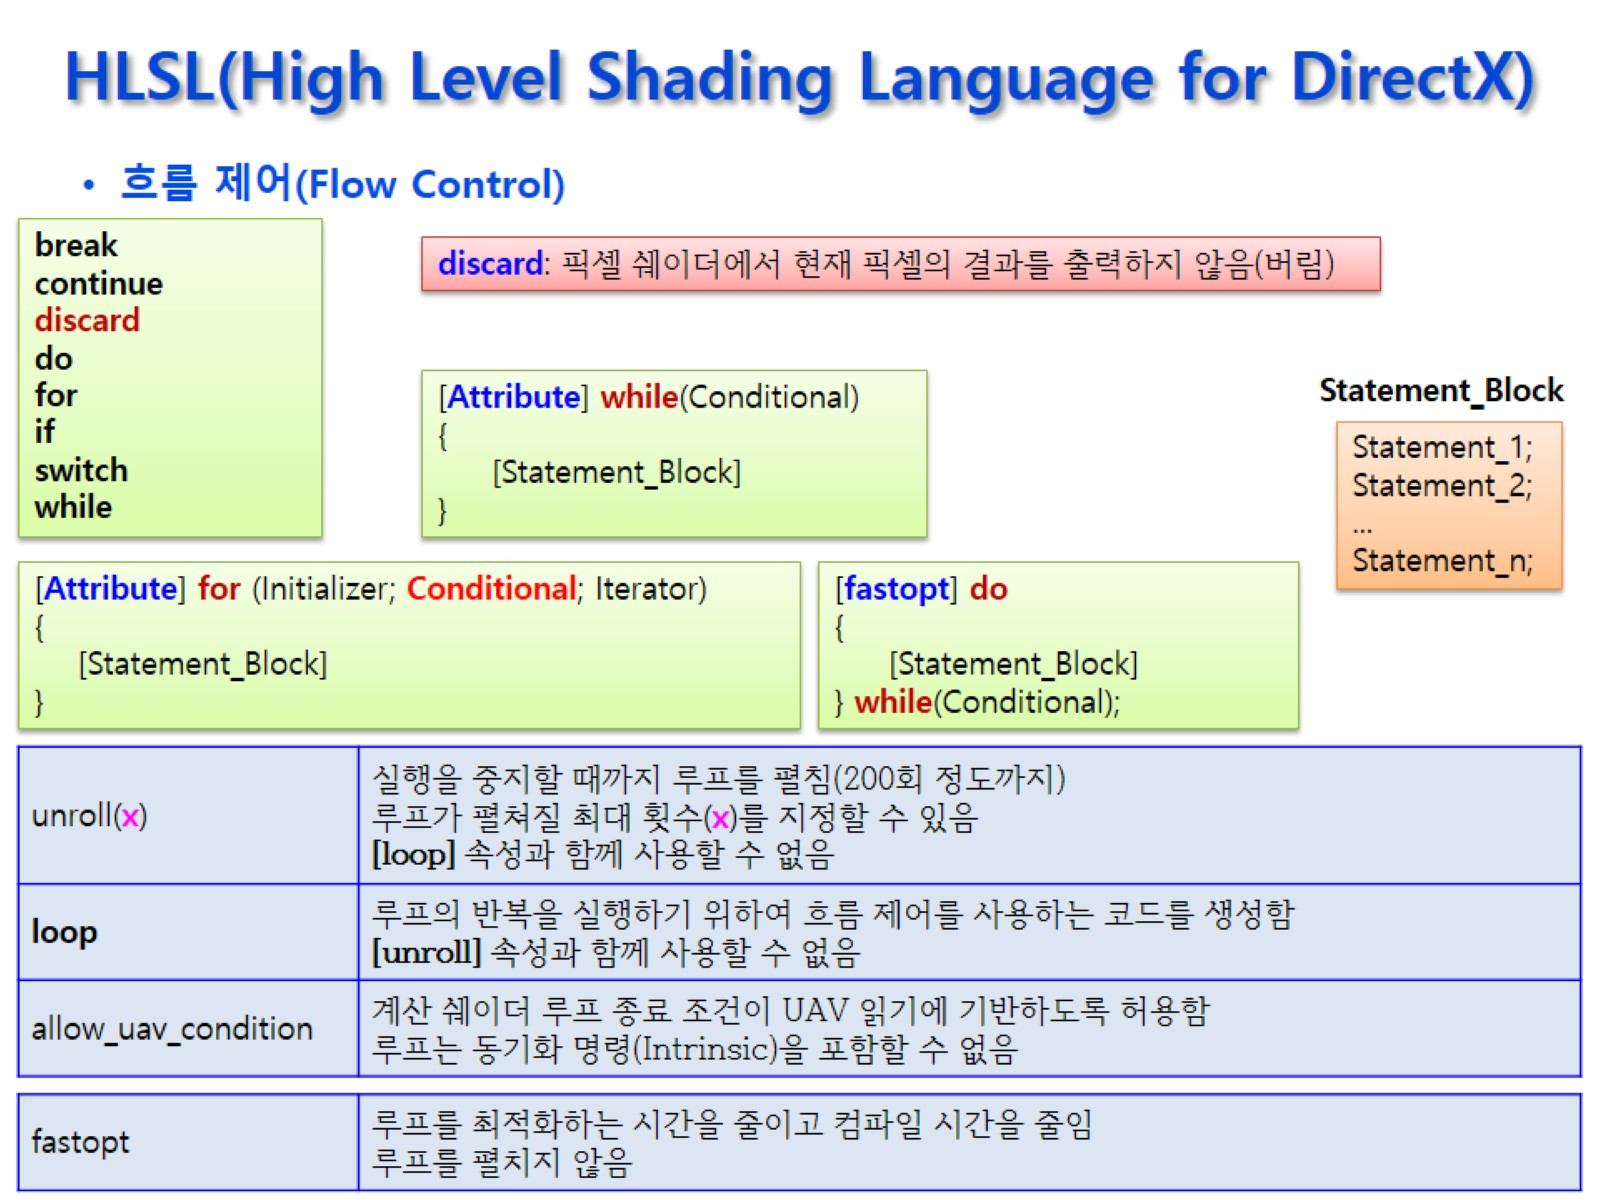 HLSL(High Level Shading Language for DirectX)
• 흐름 제어(Flow Control)
break
continue
discard
do
for
if
switch
while
discard: 픽셀 쉐이더에서 현재 픽셀의 결과를 출력하지 않음(버림)
[Attribute] while(Conditional)
{
[Statement_Block]
}
Statement_Block
Statement_1;
Statement_2;
...
Statement_n;
[Attribute] for (Initializer; Conditional; Iterator)
{
[Statement_Block]
}
[fastopt] do
{
[Statement_Block]
} while(Conditional);
unroll(x)
실행을 중지할 때까지 루프를 펼침(200회 정도까지)
루프가 펼쳐질 최대 횟수(x)를 지정할 수 있음
[loop] 속성과 함께 사용할 수 없음
loop
루프의 반복을 실행하기 위하여 흐름 제어를 사용하는 코드를 생성함
[unroll] 속성과 함께 사용할 수 없음
allow_uav_condition
계산 쉐이더 루프 종료 조건이 UAV 읽기에 기반하도록 허용함
루프는 동기화 명령(Intrinsic)을 포함할 수 없음
fastopt
루프를 최적화하는 시간을 줄이고 컴파일 시간을 줄임
루프를 펼치지 않음